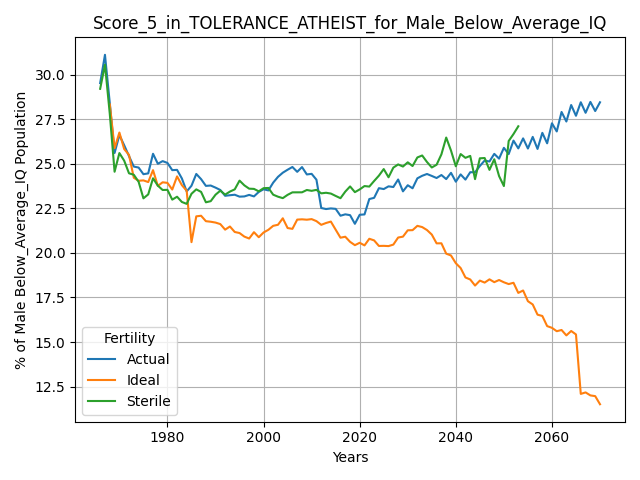 Score_5_in_TOLERANCE_ATHEIST_for_Male_Below_Average_IQ
% of Male Below_Average_IQ Population
30.0
27.5
25.0
22.5
20.0
17.5
15.0
12.5
Fertility
Actual
Ideal
Sterile
1980
2000
2020
2040
2060
Years